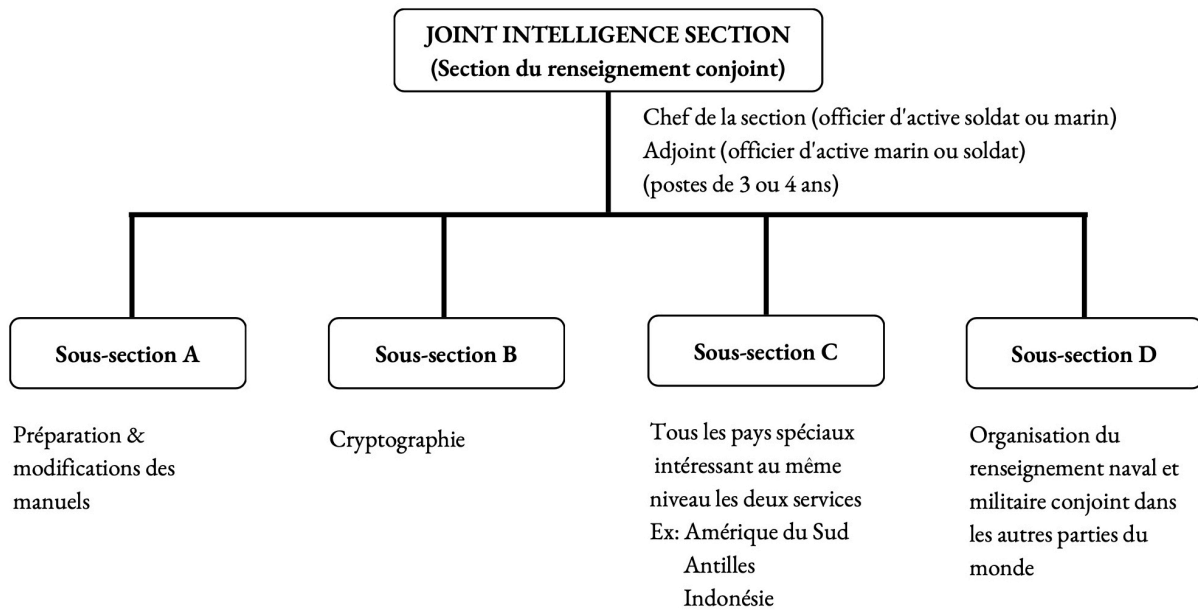 JOINT INTELLIGENCE SECTION
(Section du renseignement conjoint)
Chef de la section (officier d'active soldat ou marin)
Adjoint (officier d'active marin ou soldat)
(postes de 3 ou 4 ans)
Sous-section A
Préparation &
modifications des
manuels
Sous-section B
Cryptographie
Sous-section C
Tous les pays spéciaux
intéressant au même
niveau les deux services
Ex: Amérique du Sud
Antilles
Indonésie
Sous-section D
Organisation du
renseignement naval et
militaire conjoint dans
les autres parties du
monde